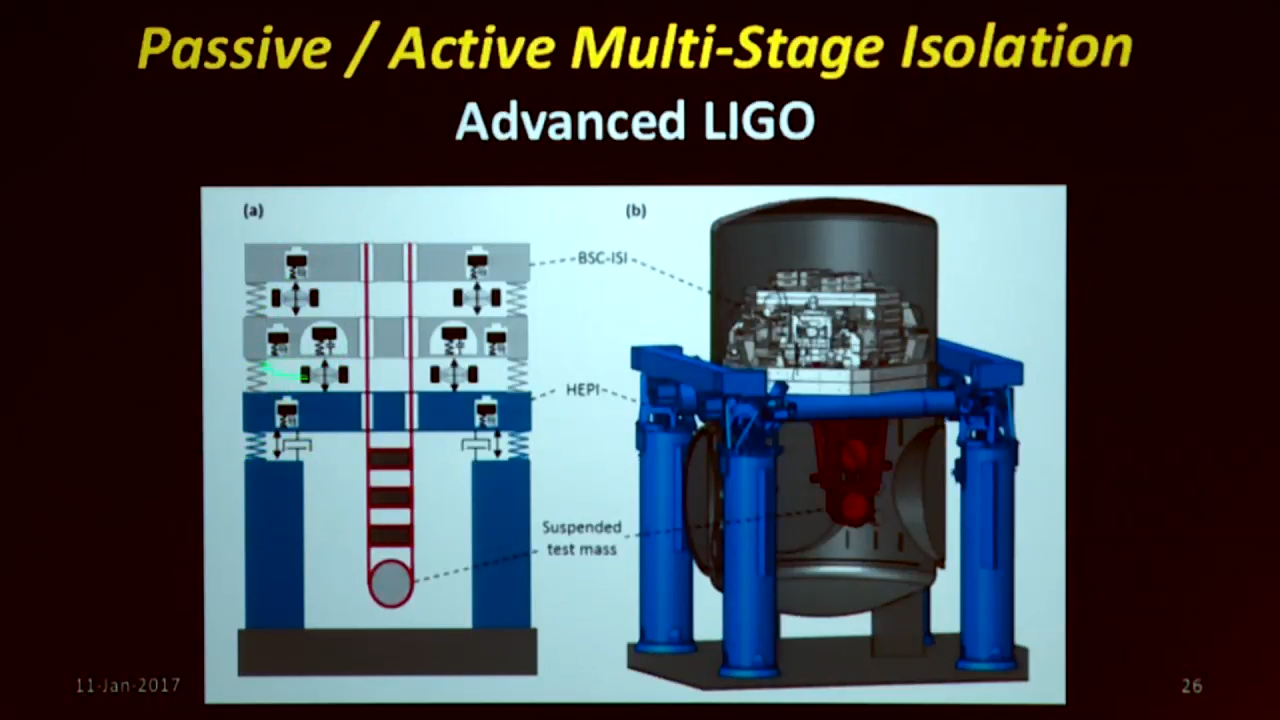 Passive / Active Multi-Stage Isolation
Advanced LIGO
(a)
(b)
BSC-ISI
HEPI
Suspended
test mass
11-Jan-2017
26